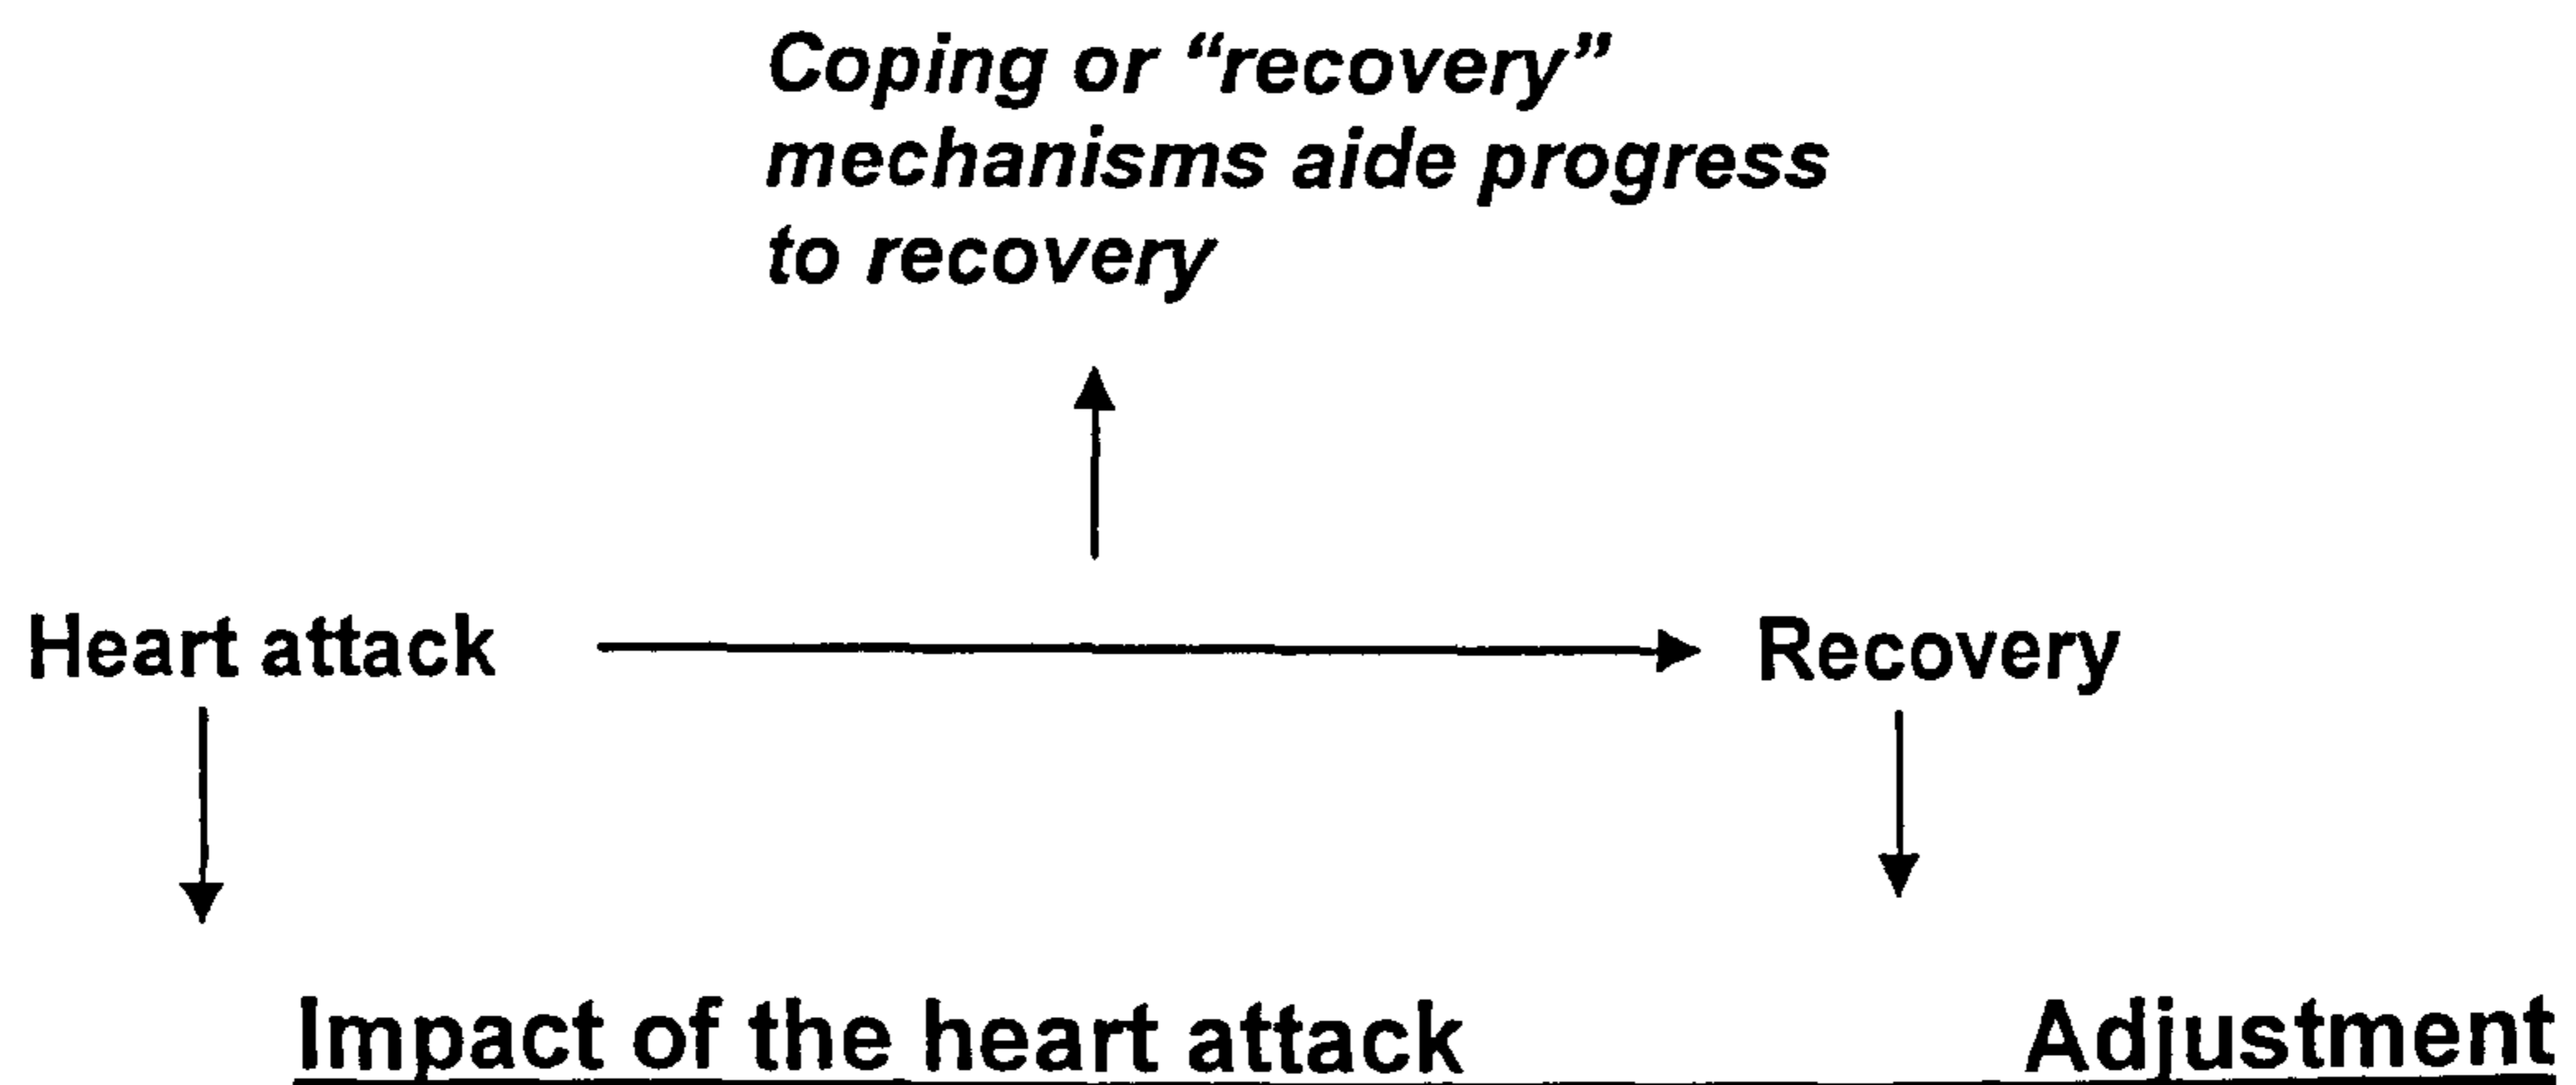 Coping or “recovery”
mechanisms aide progress
to recovery
Heart attack Recovery
Impact of the heart attack Adjustment